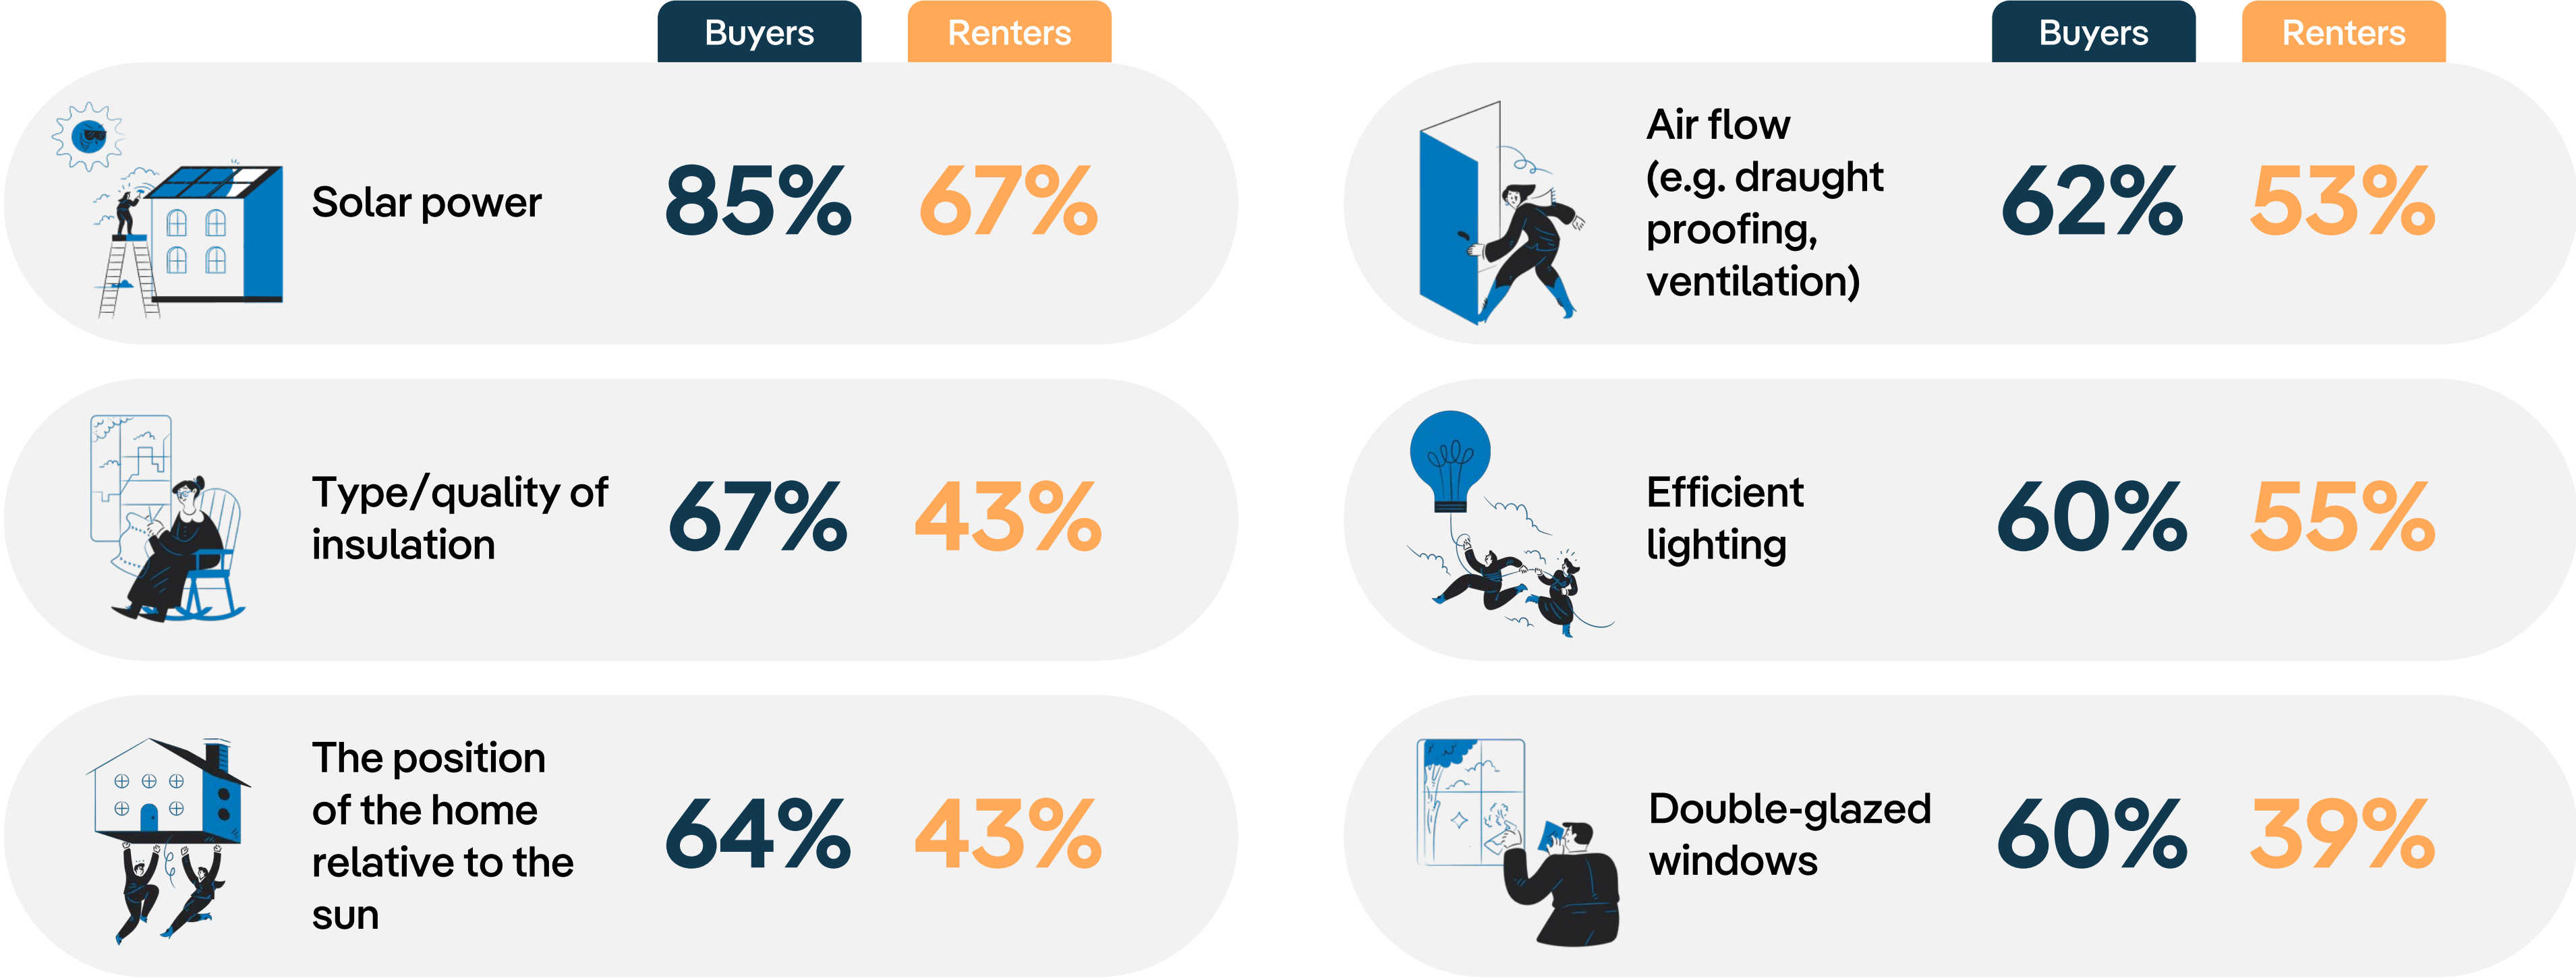 Buyers
Renters
Solar power
85%
67%
Type/quality of
insulation
67%
43%
The position
of the home
relative to the
sun
64%
43%
Buyers
Renters
Air flow
(e.g. draught
proofing,
ventilation)
62%
53%
Efficient
lighting
60%
55%
Double-glazed
windows
60%
39%